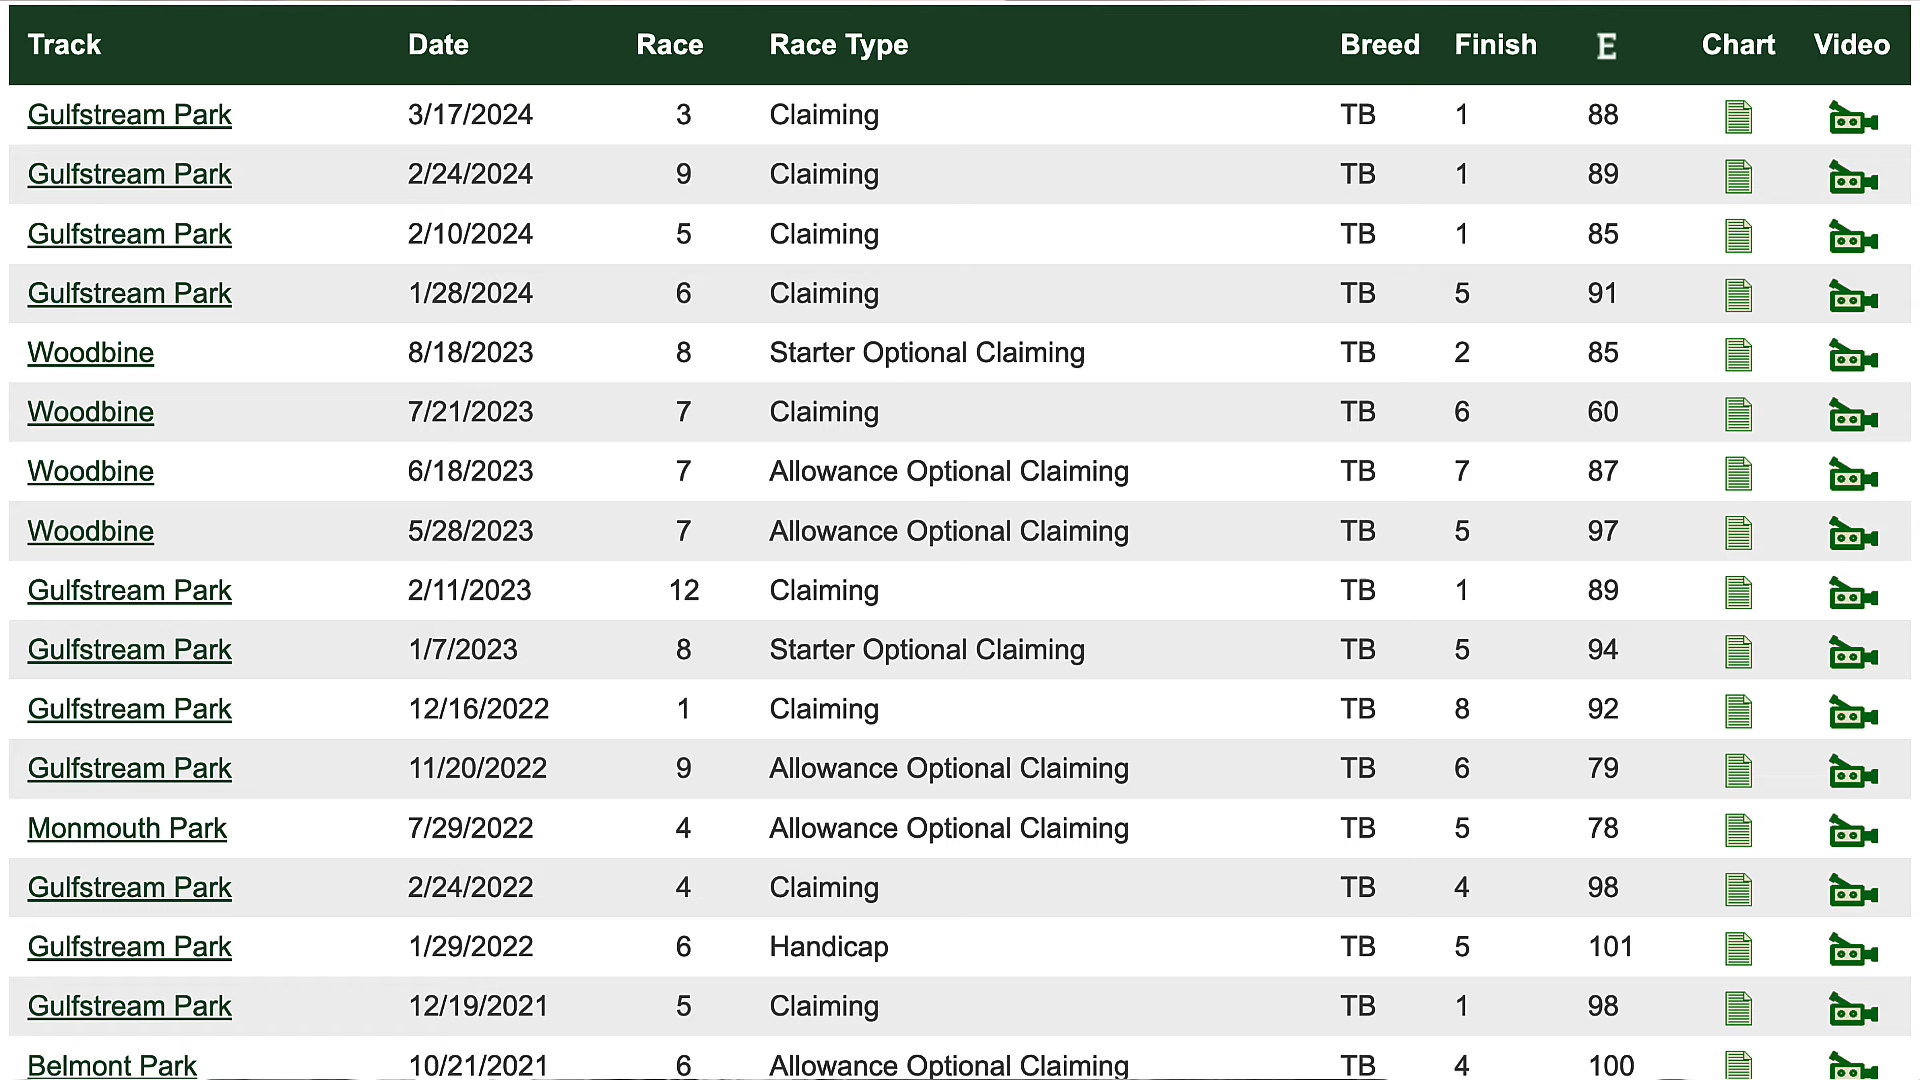 Track Date Race Race Type Breed Finish E Chart Video
Gulfstream Park 3/17/2024 3 Claiming TB 1 88
Gulfstream Park 2/24/2024 9 Claiming TB 1 89
Gulfstream Park 2/10/2024 5 Claiming TB 1 85
Gulfstream Park 1/28/2024 6 Claiming TB 5 91
Woodbine 8/18/2023 8 Starter Optional Claiming TB 2 85
Woodbine 7/21/2023 7 Claiming TB 6 60
Woodbine 6/18/2023 7 Allowance Optional Claiming TB 7 87
Woodbine 5/28/2023 7 Allowance Optional Claiming TB 5 97
Gulfstream Park 2/11/2023 12 Claiming TB 1 89
Gulfstream Park 1/7/2023 8 Starter Optional Claiming TB 5 94
Gulfstream Park 12/16/2022 1 Claiming TB 8 92
Gulfstream Park 11/20/2022 9 Allowance Optional Claiming TB 6 79
Monmouth Park 7/29/2022 4 Allowance Optional Claiming TB 5 78
Gulfstream Park 2/24/2022 4 Claiming TB 4 98
Gulfstream Park 1/29/2022 6 Handicap TB 5 101
Gulfstream Park 12/19/2021 5 Claiming TB 1 98
Belmont Park 10/21/2021 6 Allowance Optional Claiming TB 4 100